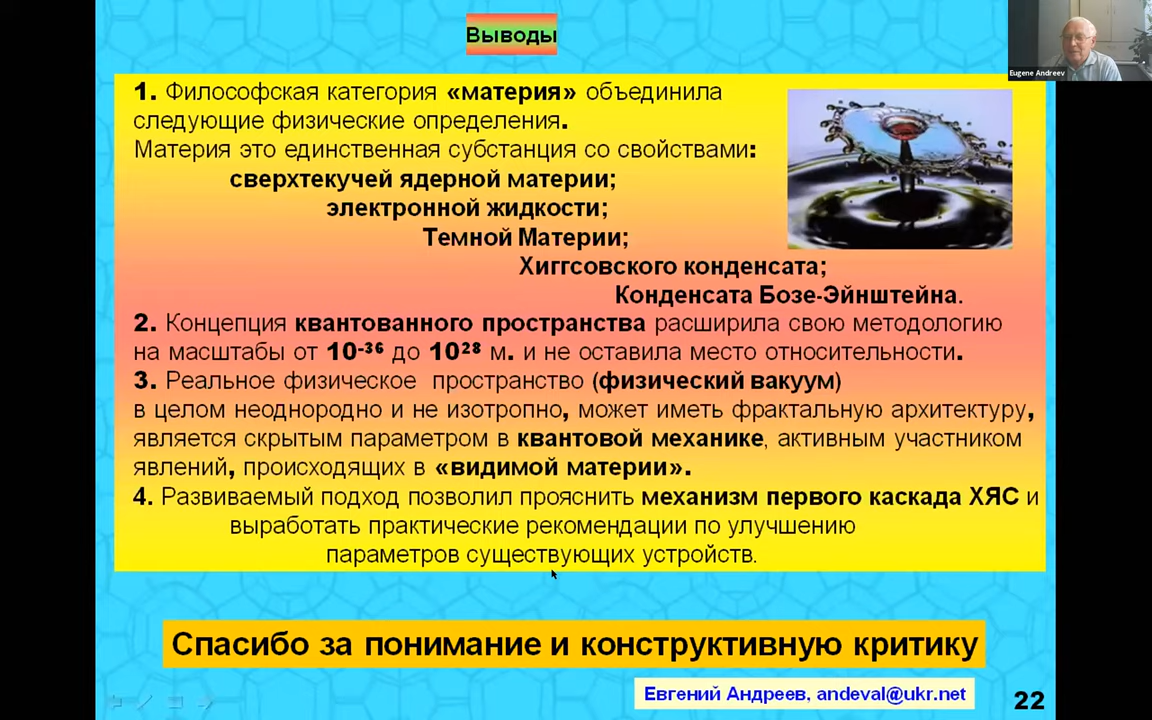 Выводы
Eugene Andreev
1. Философская категория «материя» объединила
следующие физические определения.
Материя это единственная субстанция со свойствами:
сверхтекучей ядерной материи;
электронной жидкости;
Темной Материи;
Хиггсовского конденсата;
Конденсата Бозе-Эйнштейна.
2. Концепция квантованного пространства расширила свою методологию
на масштабы от 10⁻³⁶ до 10²⁸ м. и не оставила место относительности.
3. Реальное физическое пространство (физический вакуум)
в целом неоднородно и не изотропно, может иметь фрактальную архитектуру,
является скрытым параметром в квантовой механике, активным участником
явлений, происходящих в «видимой материи».
4. Развиваемый подход позволил прояснить механизм первого каскада ХЯС и
выработать практические рекомендации по улучшению
параметров существующих устройств.
Спасибо за понимание и конструктивную критику
Евгений Андреев, andeval@ukr.net
22